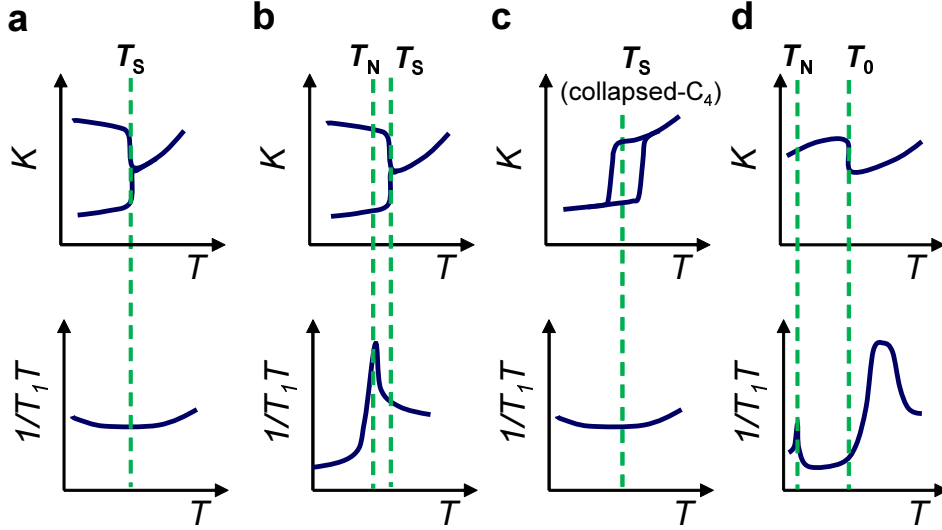 a
b
c
d
T_S
T_N
T_S
T_S
(collapsed-C_4)
T_N
T_0
K
T
K
T
K
T
K
T
1/T_1T
T
1/T_1T
T
1/T_1T
T
1/T_1T
T